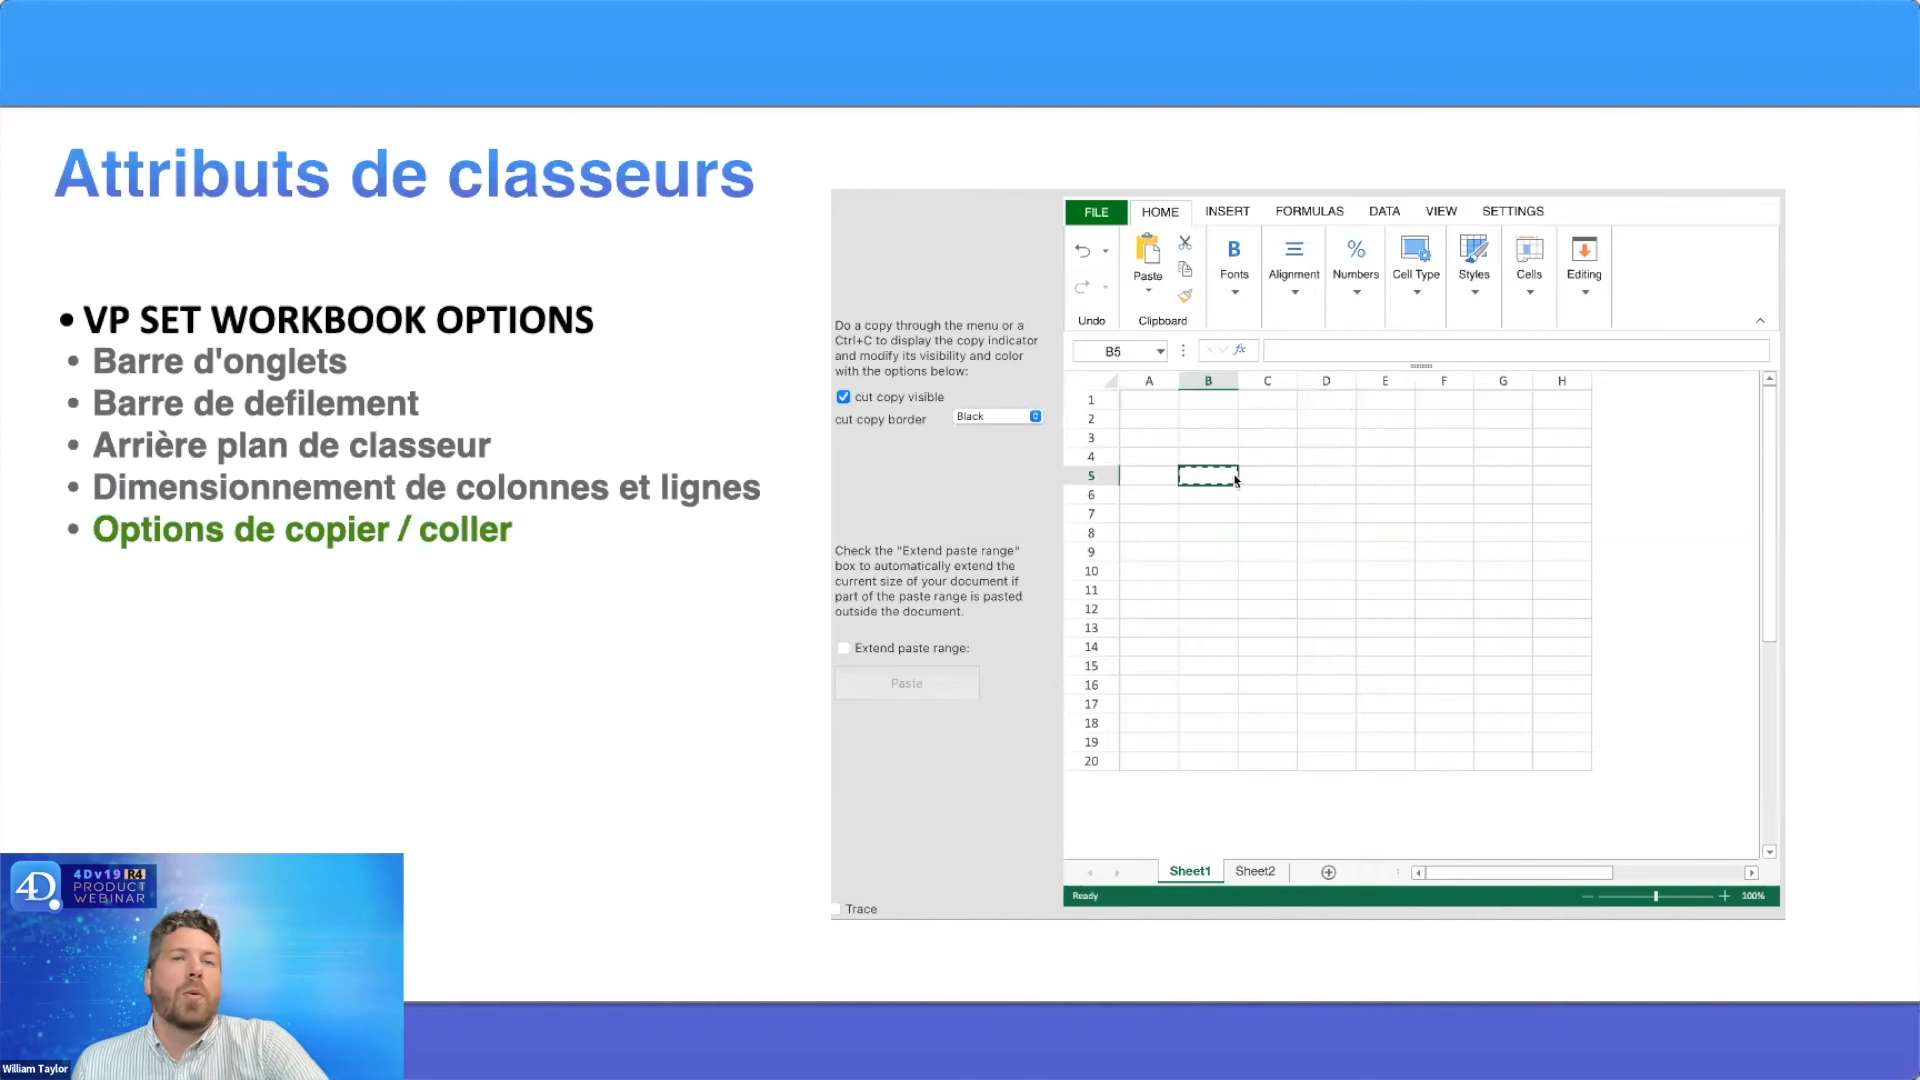 Attributs de classeurs
• VP SET WORKBOOK OPTIONS
• Barre d'onglets
• Barre de defilement
• Arrière plan de classeur
• Dimensionnement de colonnes et lignes
• Options de copier / coller
Do a copy through the menu or a
Ctrl+C to display the copy indicator
and modify its visibility and color
with the options below:
cut copy visible
cut copy border Black
Check the "Extend paste range"
box to automatically extend the
current size of your document if
part of the paste range is pasted
outside the document.
Extend paste range:
Paste
Trace
FILE HOME INSERT FORMULAS DATA VIEW SETTINGS
Paste
B
%
Fonts Alignment Numbers Cell Type Styles Cells Editing
Undo Clipboard
B5 fx
A B C D E F G H
1
2
3
4
5
6
7
8
9
10
11
12
13
14
15
16
17
18
19
20
Sheet1 Sheet2
Ready 100%
4D
4Dv19 R4
PRODUCT
WEBINAR
William Taylor